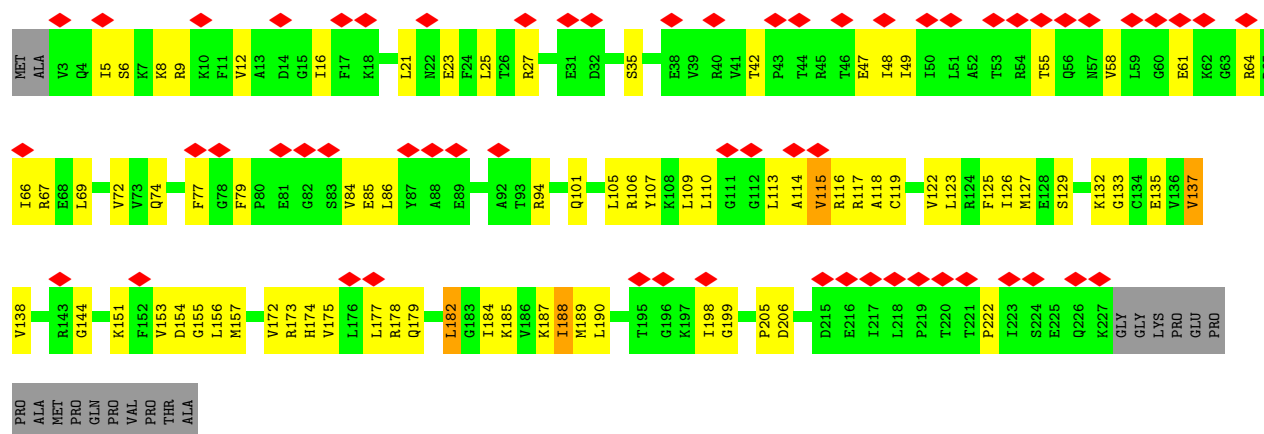 MET ALA V3 Q4 I5 S6 K7 K8 R9 K10 F11 V12 A13 D14 G15 I16 F17 K18 L21 N22 E23 F24 L25 T26 R27 E31 D32 S35 E38 V39 R40 V41 T42 P43 T44 R45 T46 E47 I48 I49 I50 L51 A52 T53 R54 T55 Q56 N57 V58 L59 G60 E61 K62 G63 R64
I66 R67 E68 L69 V72 V73 Q74 F77 G78 F79 P80 E81 G82 S83 V84 E85 L86 Y87 A88 E89 A92 T93 R94 Q101 L105 R106 Y107 K108 L109 L110 G111 G112 L113 A114 V115 R116 R117 A118 C119 V122 L123 R124 F125 I126 M127 E128 S129 K132 G133 C134 E135 V136 V137
V138 R143 G144 K151 F152 V153 D154 G155 L156 M157 V172 R173 H174 V175 L176 L177 R178 Q179 L182 G183 I184 K185 V186 K187 I188 M189 L190 T195 G196 K197 I198 G199 P205 D206 D215 E216 I217 L218 P219 T220 T221 P222 I223 S224 E225 Q226 K227 GLY GLY LYS PRO GLU PRO
PRO ALA MET PRO GLN PRO VAL PRO THR ALA